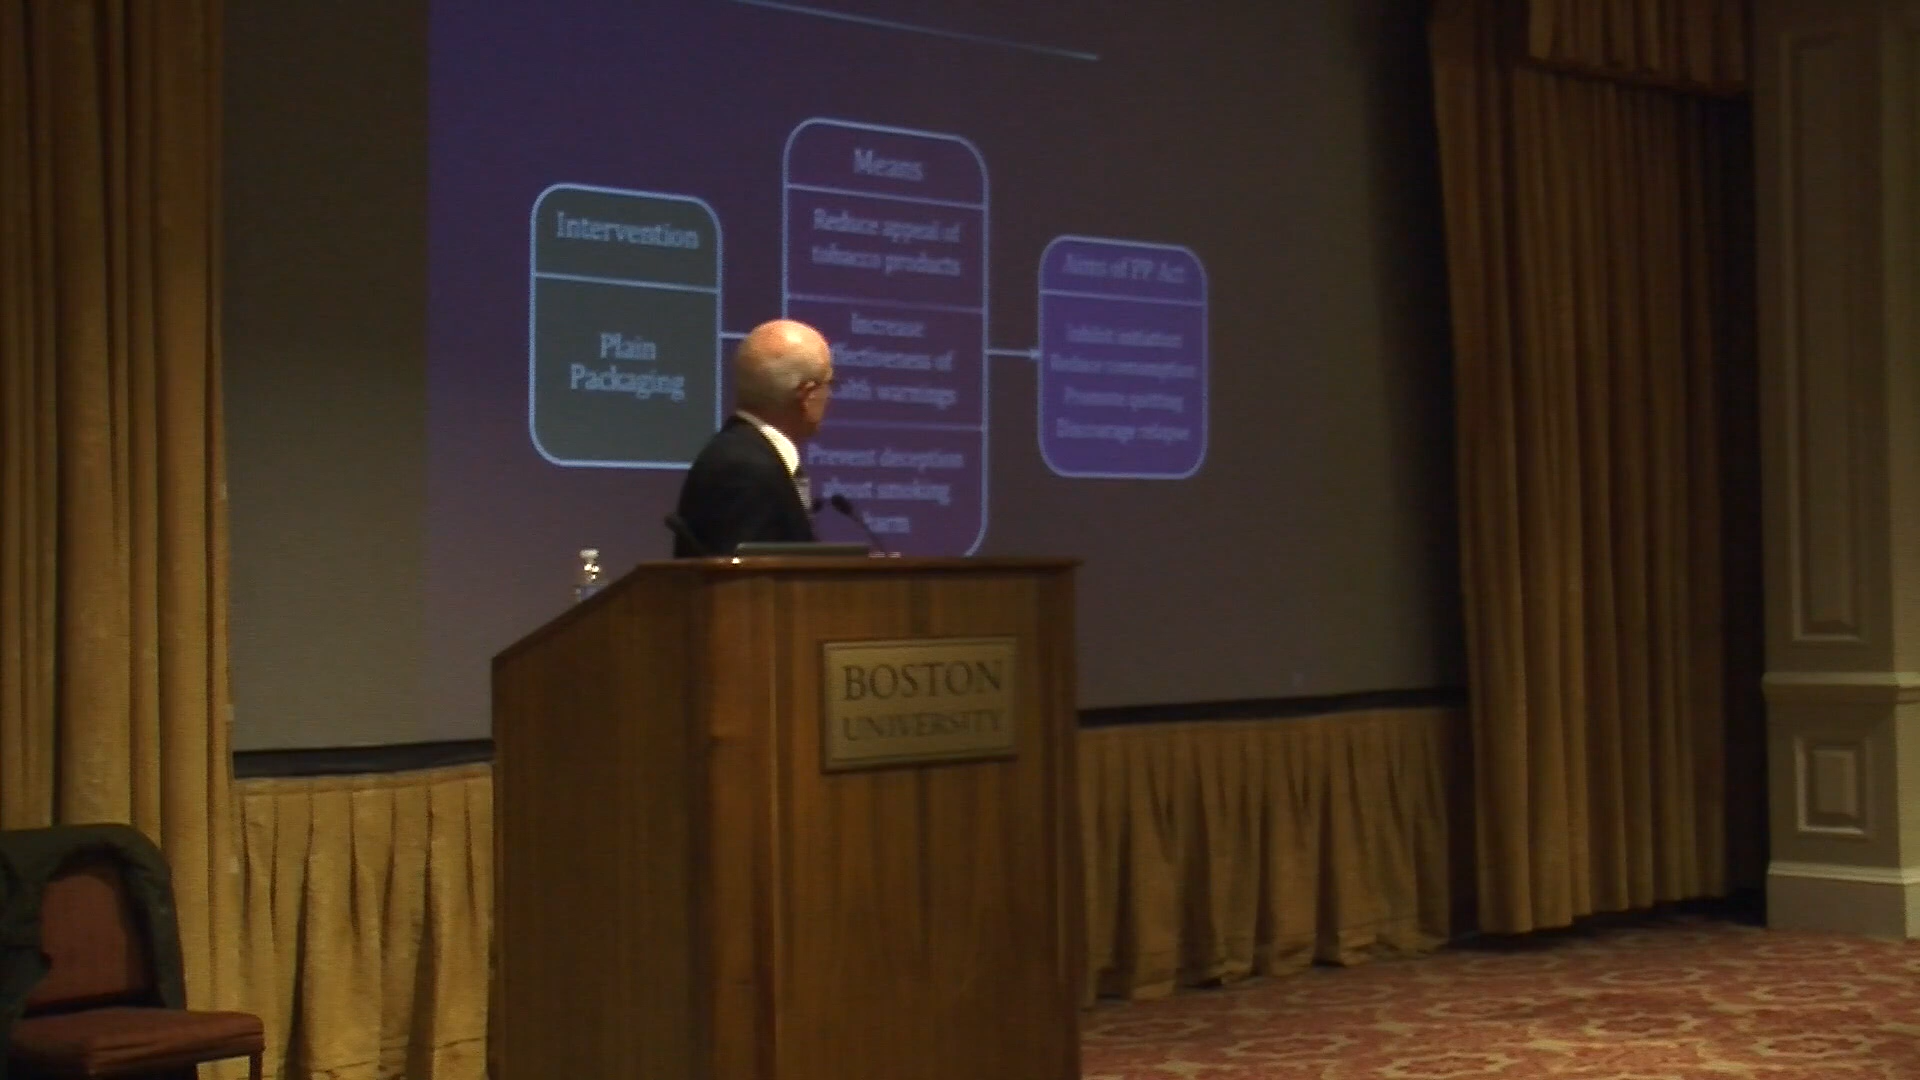 Intervention
Plain
Packaging
Means
Reduce appeal of
tobacco products
Increase
effectiveness of
health warnings
Prevent deception
about smoking
harm
Aims of PP Act
Inhibit initiation
Reduce consumption
Promote quitting
Discourage relapse
BOSTON
UNIVERSITY